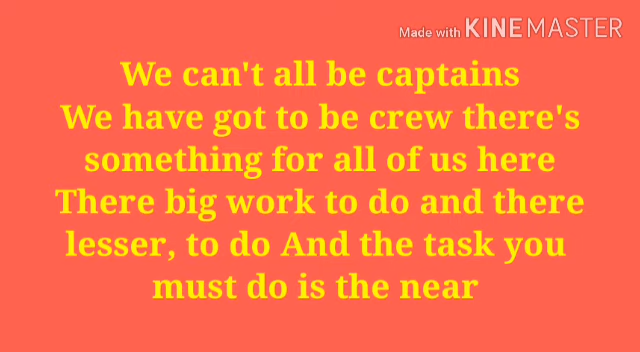 Made with KINEMASTER
We can't all be captains
We have got to be crew there's
something for all of us here
There big work to do and there
lesser, to do And the task you
must do is the near